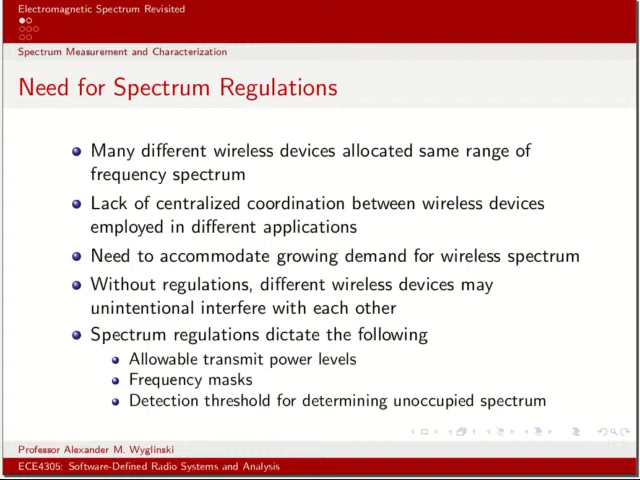 Electromagnetic Spectrum Revisited
Spectrum Measurement and Characterization
Need for Spectrum Regulations
Many different wireless devices allocated same range of
frequency spectrum
Lack of centralized coordination between wireless devices
employed in different applications
Need to accommodate growing demand for wireless spectrum
Without regulations, different wireless devices may
unintentional interfere with each other
Spectrum regulations dictate the following
Allowable transmit power levels
Frequency masks
Detection threshold for determining unoccupied spectrum
Professor Alexander M. Wyglinski
ECE4305: Software-Defined Radio Systems and Analysis